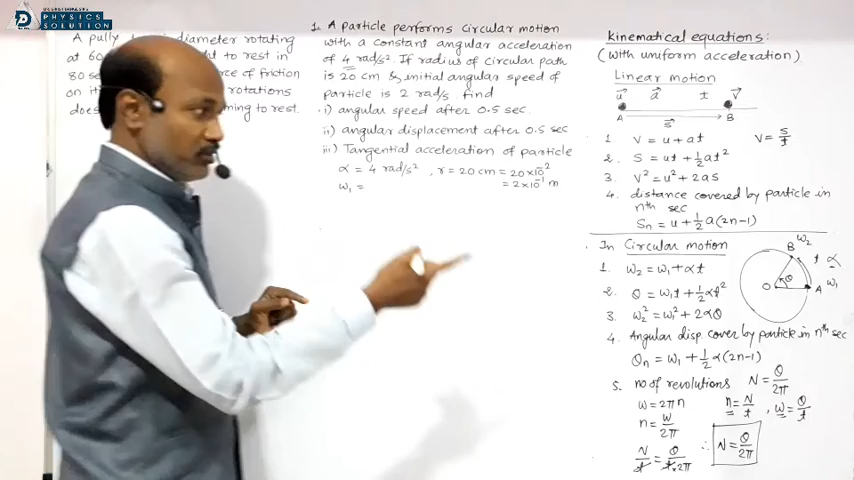 PHYSICS
SOLUTION
A pully diameter rotating
at 60 ht to rest in
80 sec rce of friction
on it rotations
does ming to rest.
1. A particle performs circular motion
with a constant angular acceleration
of 4 rad/s². If radius of circular path
is 20 cm & initial angular speed of
particle is 2 rad/s. find
i) angular speed after 0.5 sec.
ii) angular displacement after 0.5 sec
iii) Tangential acceleration of particle
α = 4 rad/s² , r = 20 cm = 20×10⁻²
= 2×10⁻¹ m
ω₁ =
Kinematical equations:
(with uniform acceleration)
Linear motion
u⃗ a⃗ t v⃗
A s⃗ B
1 v = u + at v = s/t
2. s = ut + ½at²
3. v² = u² + 2as
4. distance covered by particle in
nᵗʰ sec
Sn = u + ½a(2n-1)
In Circular motion
B ω₂
t α
O θ A ω₁
1. ω₂ = ω₁ + αt
2. θ = ω₁t + ½αt²
3. ω₂² = ω₁² + 2αθ
4. Angular disp. cover by particle in nᵗʰ sec
θn = ω₁ + ½α(2n-1)
5. no of revolutions N = θ/2π
ω = 2πn n = N/t , ω = θ/t
n = ω/2π
N/t = θ/t×2π ∴ N = θ/2π